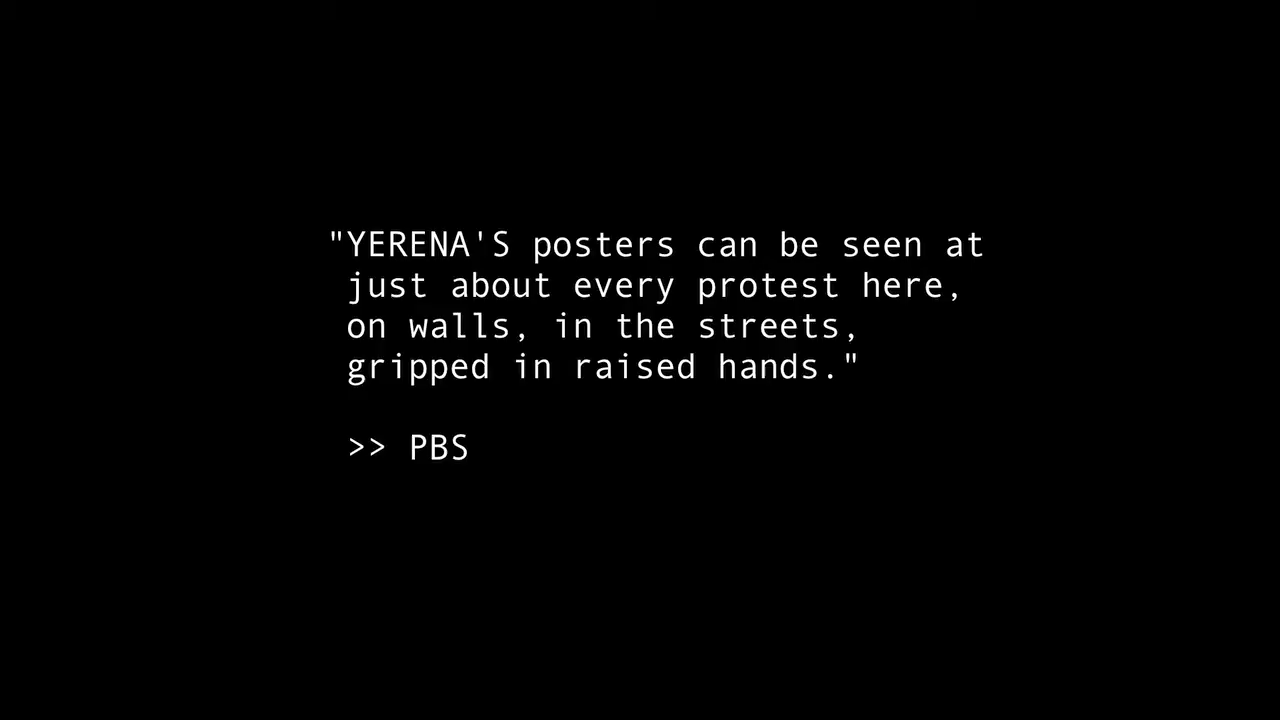 "YERENA'S posters can be seen at
just about every protest here,
on walls, in the streets,
gripped in raised hands."
>> PBS